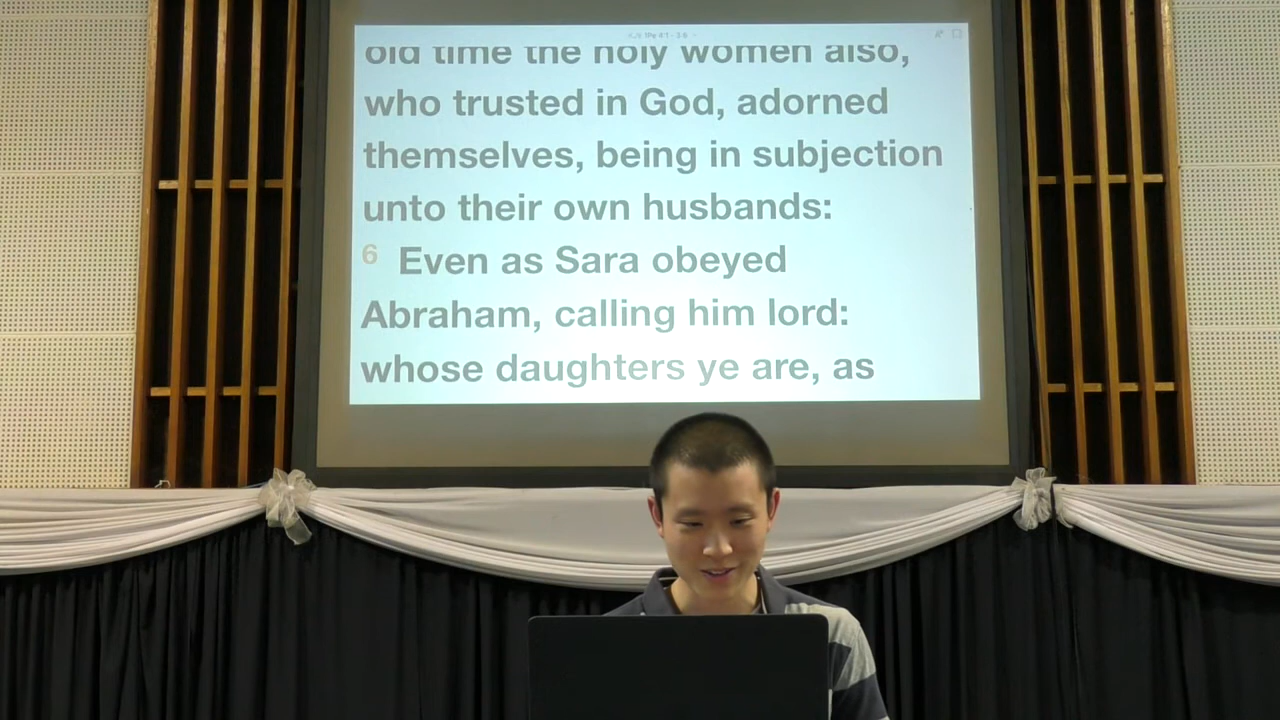 old time the holy women also,
who trusted in God, adorned
themselves, being in subjection
unto their own husbands:
6 Even as Sara obeyed
Abraham, calling him lord:
whose daughters ye are, as